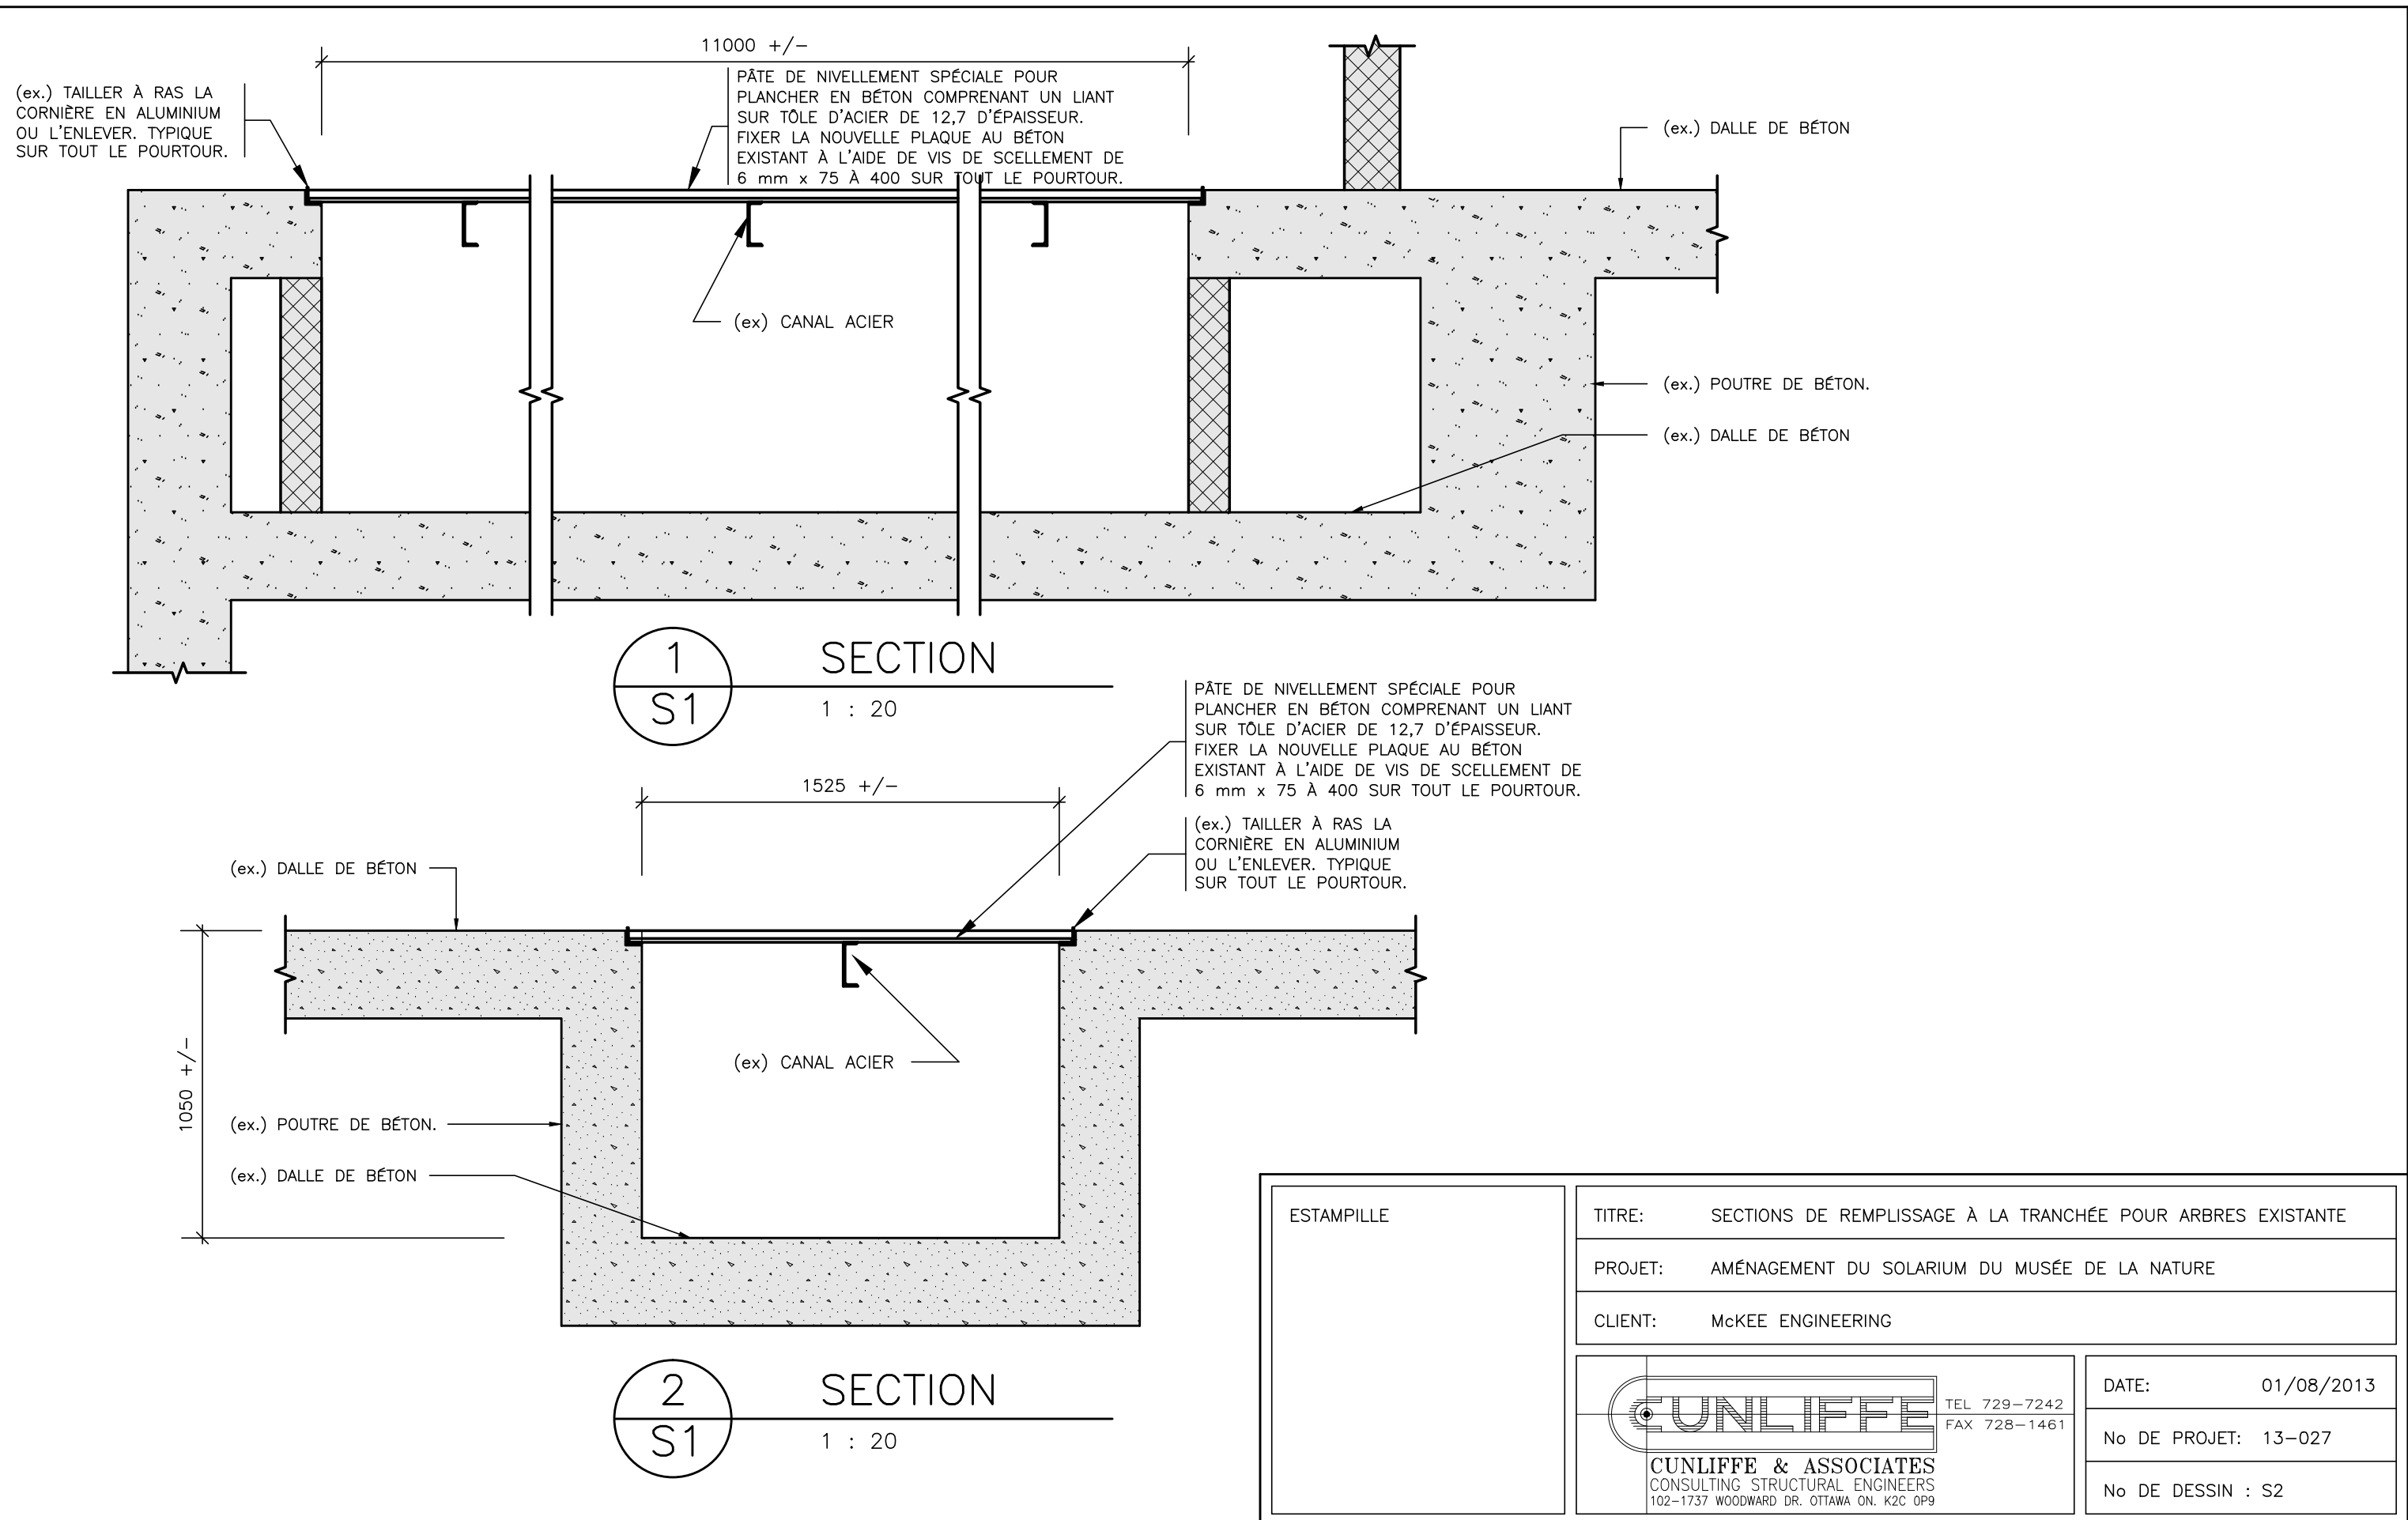 11000 +/-
(ex.) TAILLER À RAS LA
CORNIÈRE EN ALUMINIUM
OU L'ENLEVER. TYPIQUE
SUR TOUT LE POURTOUR.
PÂTE DE NIVELLEMENT SPÉCIALE POUR
PLANCHER EN BÉTON COMPRENANT UN LIANT
SUR TÔLE D'ACIER DE 12,7 D'ÉPAISSEUR.
FIXER LA NOUVELLE PLAQUE AU BÉTON
EXISTANT À L'AIDE DE VIS DE SCELLEMENT DE
6 mm x 75 À 400 SUR TOUT LE POURTOUR.
(ex.) DALLE DE BÉTON
(ex) CANAL ACIER
(ex.) POUTRE DE BÉTON.
(ex.) DALLE DE BÉTON
1
S1
SECTION
1 : 20
PÂTE DE NIVELLEMENT SPÉCIALE POUR
PLANCHER EN BÉTON COMPRENANT UN LIANT
SUR TÔLE D'ACIER DE 12,7 D'ÉPAISSEUR.
FIXER LA NOUVELLE PLAQUE AU BÉTON
EXISTANT À L'AIDE DE VIS DE SCELLEMENT DE
6 mm x 75 À 400 SUR TOUT LE POURTOUR.
1525 +/-
(ex.) TAILLER À RAS LA
CORNIÈRE EN ALUMINIUM
OU L'ENLEVER. TYPIQUE
SUR TOUT LE POURTOUR.
(ex.) DALLE DE BÉTON
(ex) CANAL ACIER
1050 +/-
(ex.) POUTRE DE BÉTON.
(ex.) DALLE DE BÉTON
2
S1
SECTION
1 : 20
ESTAMPILLE
TITRE: SECTIONS DE REMPLISSAGE À LA TRANCHÉE POUR ARBRES EXISTANTE
PROJET: AMÉNAGEMENT DU SOLARIUM DU MUSÉE DE LA NATURE
CLIENT: McKEE ENGINEERING
CUNLIFFE
TEL 729-7242
FAX 728-1461
CUNLIFFE & ASSOCIATES
CONSULTING STRUCTURAL ENGINEERS
102-1737 WOODWARD DR. OTTAWA ON. K2C 0P9
DATE: 01/08/2013
No DE PROJET: 13-027
No DE DESSIN : S2